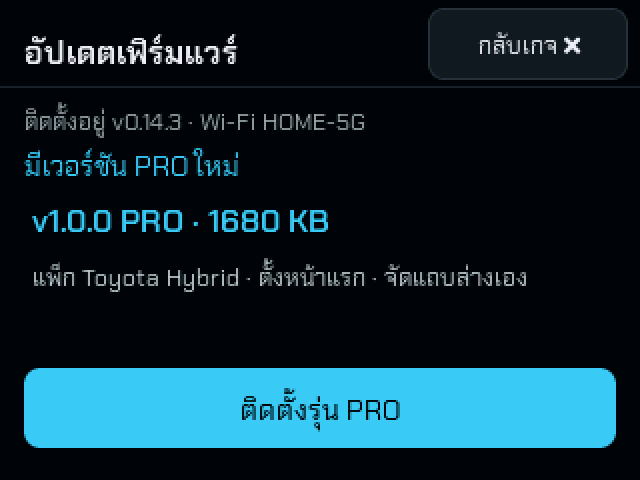 อัปเดตเฟิร์มแวร์
กลับเกจ ✕
ติดตั้งอยู่ v0.14.3 · Wi-Fi HOME-5G
มีเวอร์ชัน PRO ใหม่
v1.0.0 PRO · 1680 KB
แพ็ก Toyota Hybrid · ตั้งหน้าแรก · จัดแถบล่างเอง
ติดตั้งรุ่น PRO